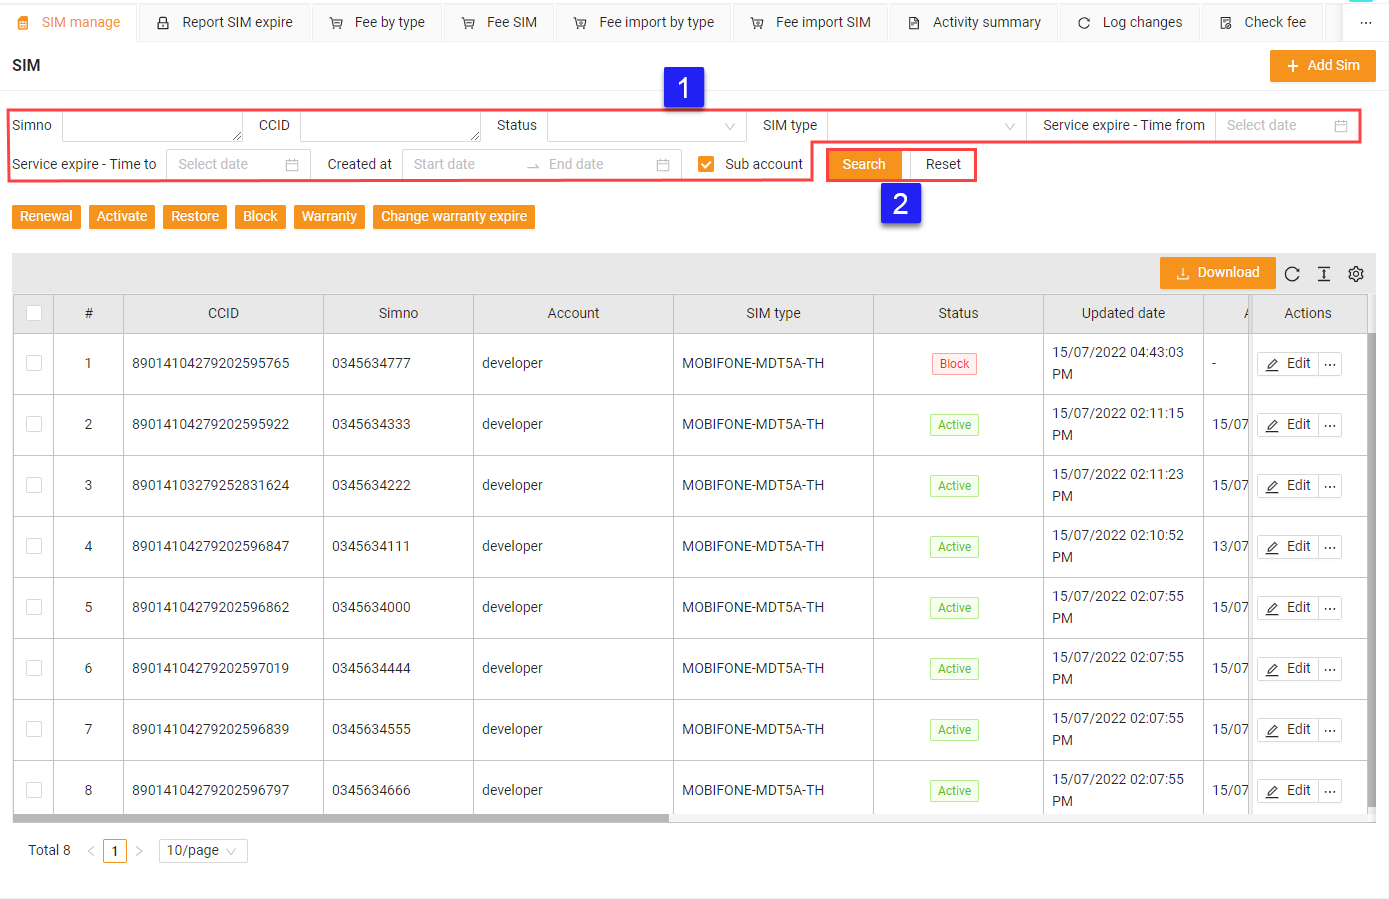 SIM manage Report SIM expire Fee by type Fee SIM Fee import by type Fee import SIM Activity summary Log changes Check fee ...
SIM
+ Add Sim
1
Simno CCID Status SIM type Service expire - Time from Select date
Service expire - Time to Select date Created at Start date → End date Sub account Search Reset
2
Renewal Activate Restore Block Warranty Change warranty expire
Download
# CCID Simno Account SIM type Status Updated date Actions
1 89014104279202595765 0345634777 developer MOBIFONE-MDT5A-TH Block 15/07/2022 04:43:03 PM - Edit ...
2 89014104279202595922 0345634333 developer MOBIFONE-MDT5A-TH Active 15/07/2022 02:11:15 PM 15/07 Edit ...
3 89014103279252831624 0345634222 developer MOBIFONE-MDT5A-TH Active 15/07/2022 02:11:23 PM 15/07 Edit ...
4 89014104279202596847 0345634111 developer MOBIFONE-MDT5A-TH Active 15/07/2022 02:10:52 PM 13/07 Edit ...
5 89014104279202596862 0345634000 developer MOBIFONE-MDT5A-TH Active 15/07/2022 02:07:55 PM 15/07 Edit ...
6 89014104279202597019 0345634444 developer MOBIFONE-MDT5A-TH Active 15/07/2022 02:07:55 PM 15/07 Edit ...
7 89014104279202596839 0345634555 developer MOBIFONE-MDT5A-TH Active 15/07/2022 02:07:55 PM 15/07 Edit ...
8 89014104279202596797 0345634666 developer MOBIFONE-MDT5A-TH Active 15/07/2022 02:07:55 PM 15/07 Edit ...
Total 8 < 1 > 10/page